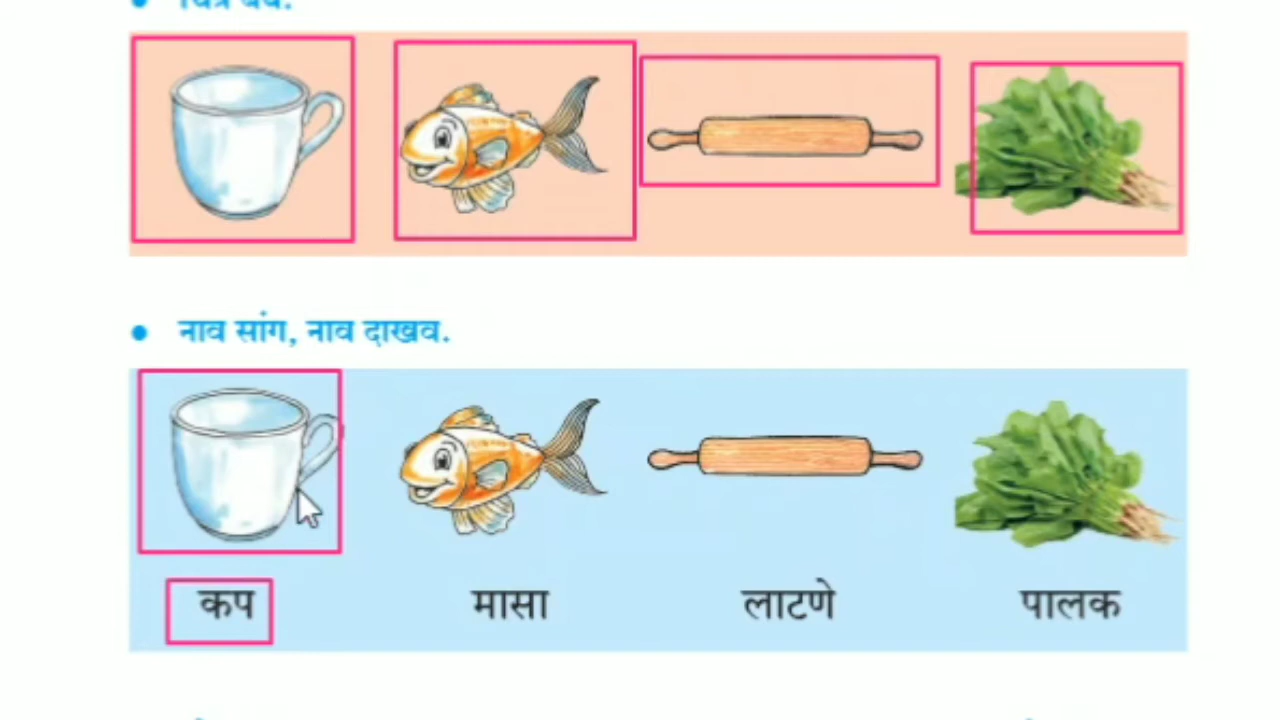 नाव सांग, नाव दाखव.
कप मासा लाटणे पालक